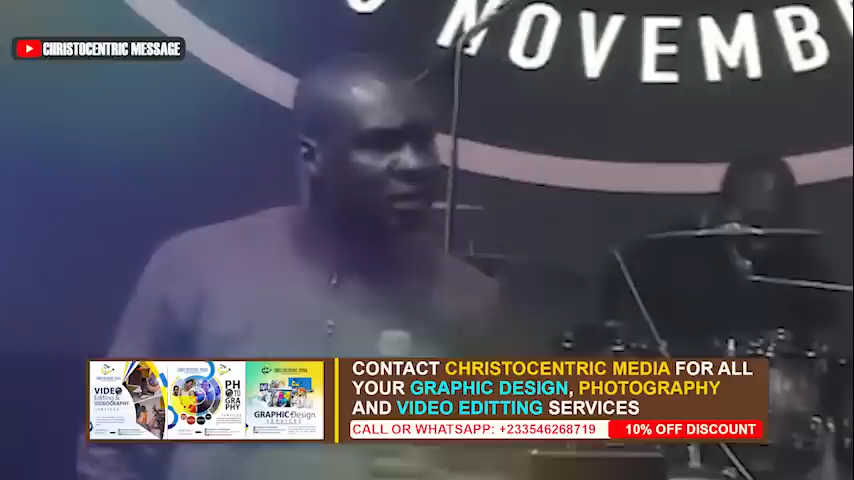 NOVEMB
CHRISTOCENTRIC MESSAGE
CONTACT CHRISTOCENTRIC MEDIA FOR ALL
YOUR GRAPHIC DESIGN, PHOTOGRAPHY
AND VIDEO EDITTING SERVICES
CALL OR WHATSAPP: +233546268719
10% OFF DISCOUNT
VIDEO
Editing &
VIDEOGRAPHY
SERVICES
PH
OTO
GRA
PHY
GRAPHIC Design
SERVICES